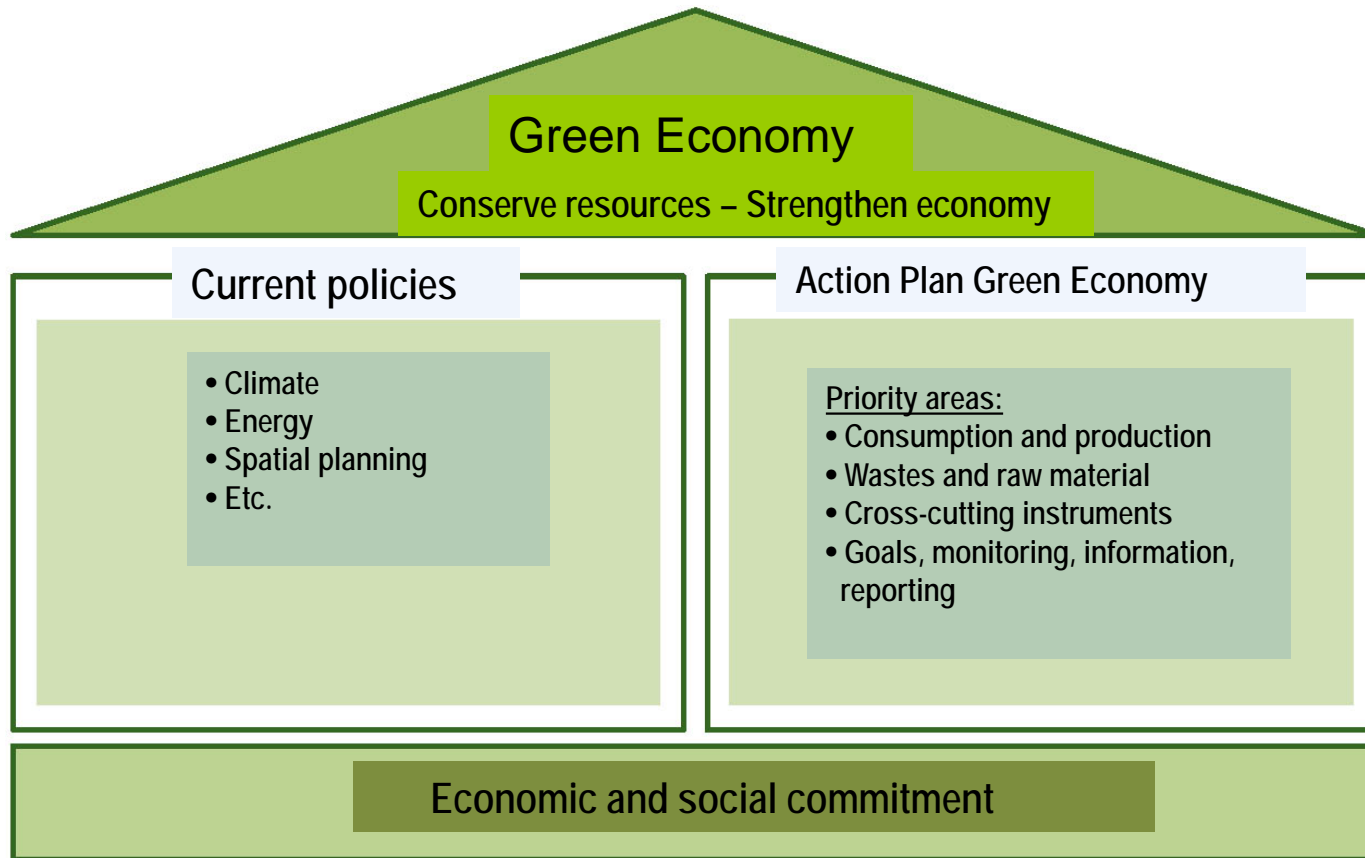 Green Economy
Conserve resources – Strengthen economy
Current policies
• Climate
• Energy
• Spatial planning
• Etc.
Action Plan Green Economy
Priority areas:
• Consumption and production
• Wastes and raw material
• Cross-cutting instruments
• Goals, monitoring, information,
reporting
Economic and social commitment